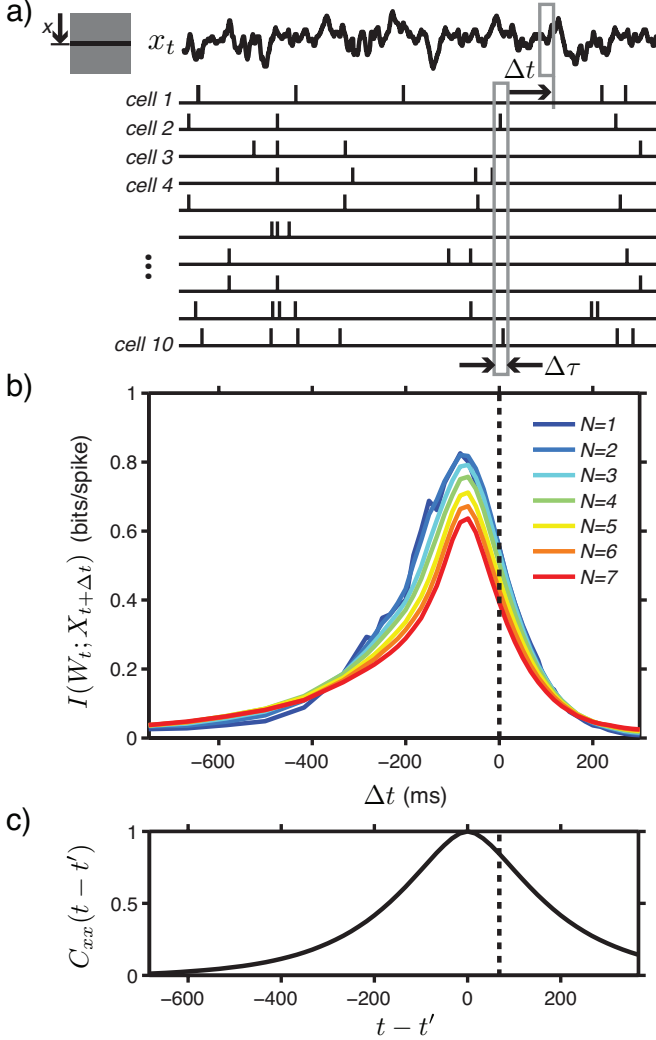 a)
x
x_t
Δt
cell 1
cell 2
cell 3
cell 4
...
cell 10
Δτ
b)
I(W_t; X_{t+Δt}) (bits/spike)
1
0.8
0.6
0.4
0.2
0
N=1
N=2
N=3
N=4
N=5
N=6
N=7
−600 −400 −200 0 200
Δt (ms)
c)
C_{xx}(t − t′)
1
0.5
0
−600 −400 −200 0 200
t − t′